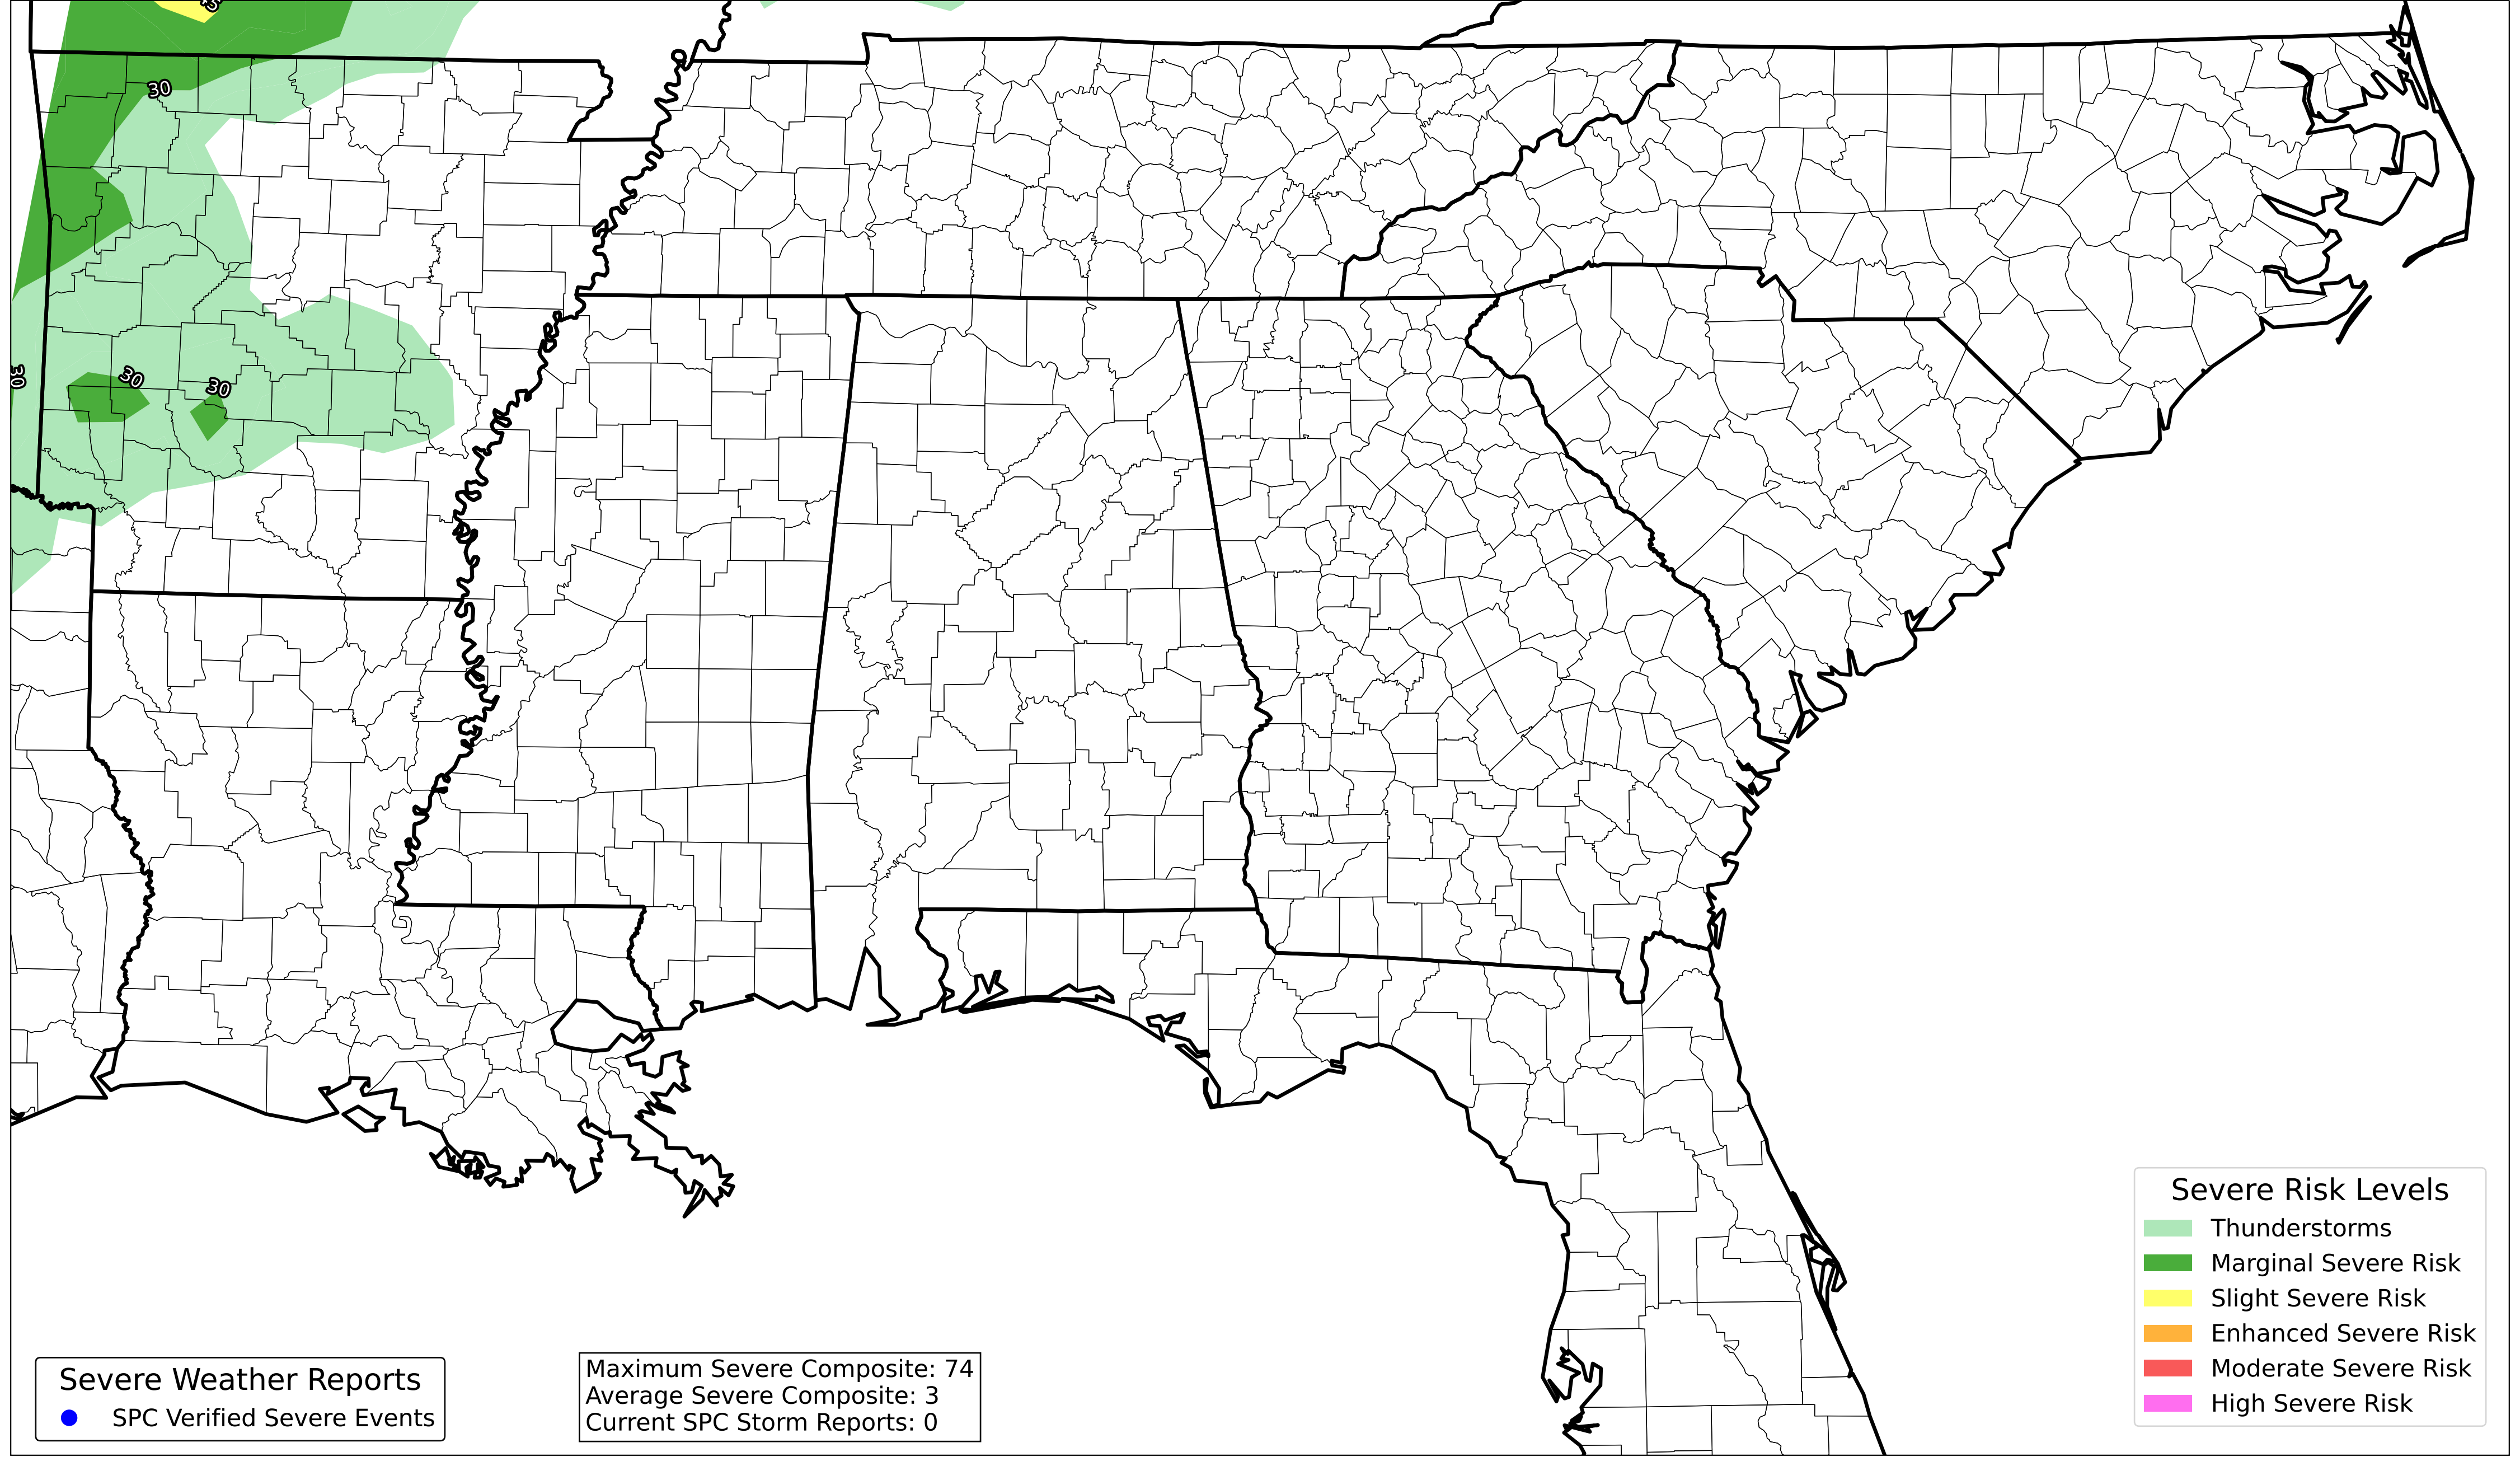 30
30
30
30
Severe Risk Levels
Thunderstorms
Marginal Severe Risk
Slight Severe Risk
Enhanced Severe Risk
Moderate Severe Risk
High Severe Risk
Severe Weather Reports
SPC Verified Severe Events
Maximum Severe Composite: 74
Average Severe Composite: 3
Current SPC Storm Reports: 0